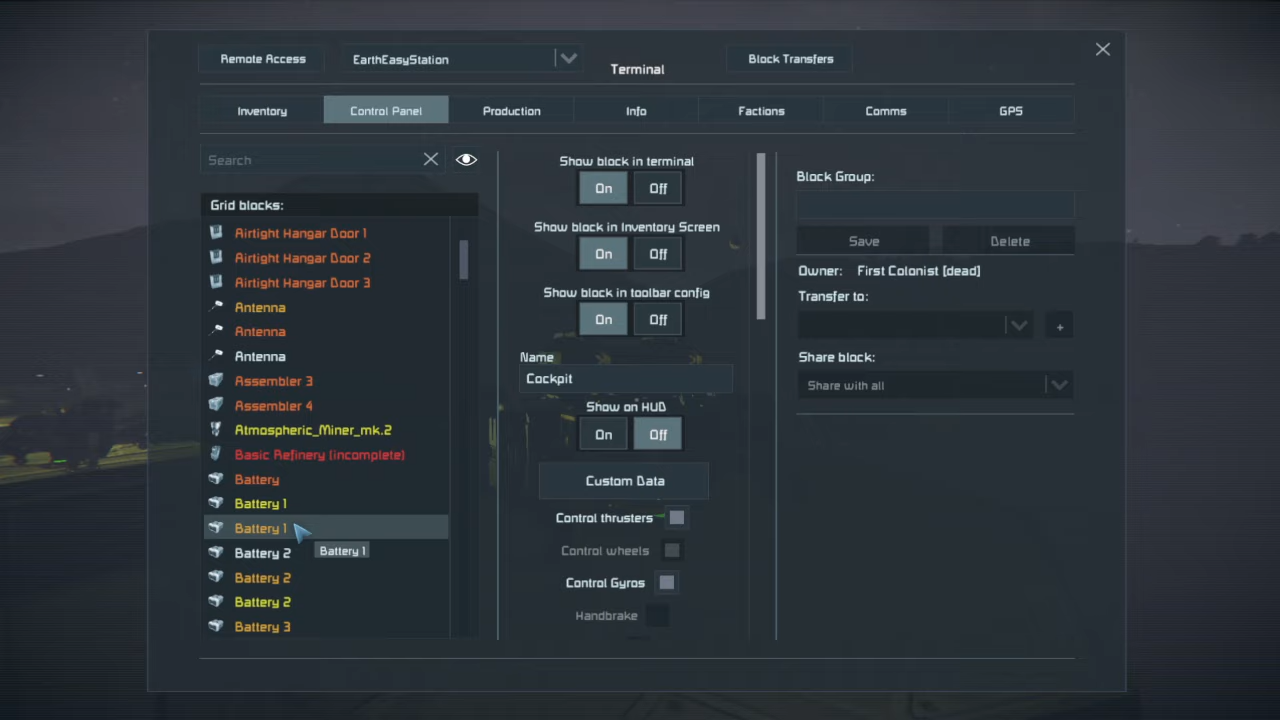 Remote Access
EarthEasyStation
Terminal
Block Transfers
Inventory
Control Panel
Production
Info
Factions
Comms
GPS
Search
Grid blocks:
Airtight Hangar Door 1
Airtight Hangar Door 2
Airtight Hangar Door 3
Antenna
Antenna
Antenna
Assembler 3
Assembler 4
Atmospheric_Miner_mk.2
Basic Refinery (incomplete)
Battery
Battery 1
Battery 1
Battery 1
Battery 2
Battery 2
Battery 2
Battery 3
Show block in terminal
On Off
Show block in Inventory Screen
On Off
Show block in toolbar config
On Off
Name
Cockpit
Show on HUD
On Off
Custom Data
Control thrusters
Control wheels
Control Gyros
Handbrake
Block Group:
Save Delete
Owner: First Colonist [dead]
Transfer to:
+
Share block:
Share with all